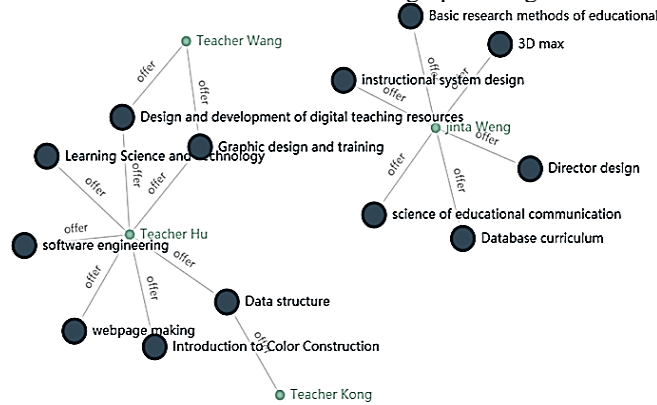 Basic research methods of educational
Teacher Wang
3D max
offer
offer
offer
offer
instructional system design
offer
Design and development of digital teaching resources
jinta Weng
offer
Graphic design and training
Learning Science and Technology
offer
offer
offer
offer
Director design
offer
offer
science of educational communication
offer
Teacher Hu
Database curriculum
software engineering
offer
offer
offer
Data structure
webpage making
offer
Introduction to Color Construction
Teacher Kong